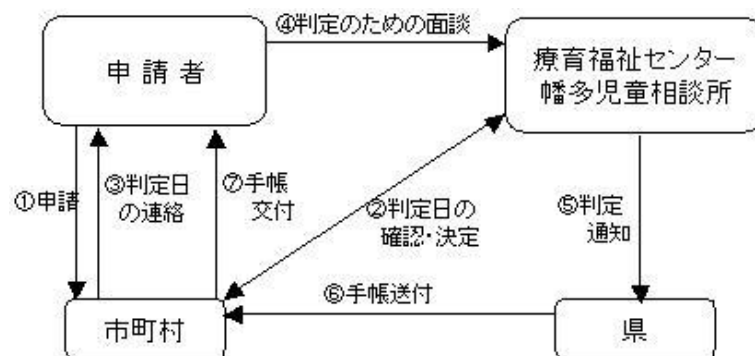 ④判定のための面談
申請者
療育福祉センター
幡多児童相談所
①申請
③判定日
の連絡
⑦手帳
交付
②判定日の
確認・決定
⑤判定
通知
⑥手帳送付
市町村
県